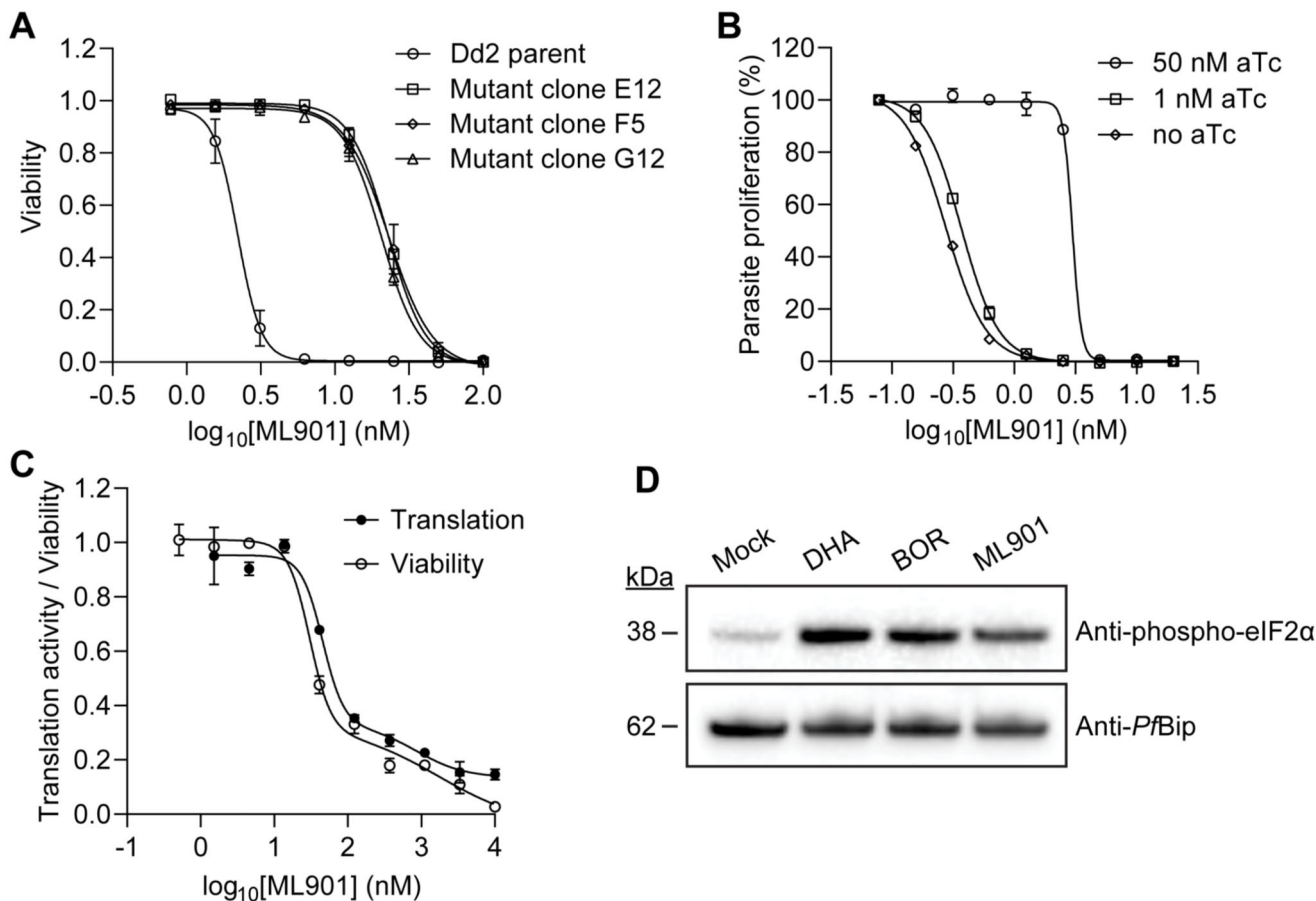 A
1.2
1.0
0.8
0.6
0.4
0.2
0.0
Viability
0.0
0.5
1.0
1.5
2.0
log10[ML901] (nM)
Dd2 parent
Mutant clone E12
Mutant clone F5
Mutant clone G12
B
120
100
80
60
40
20
0
Parasite proliferation (%)
-1.5
-1.0
-0.5
0.0
0.5
1.0
1.5
log10[ML901] (nM)
50 nM aTc
1 nM aTc
no aTc
C
1.2
1.0
0.8
0.6
0.4
0.2
0.0
Translation activity / Viability
-1
0
1
2
3
4
log10[ML901] (nM)
Translation
Viability
D
Mock
DHA
BOR
ML901
kDa
38
Anti-phospho-eIF2α
62
Anti-PfBip